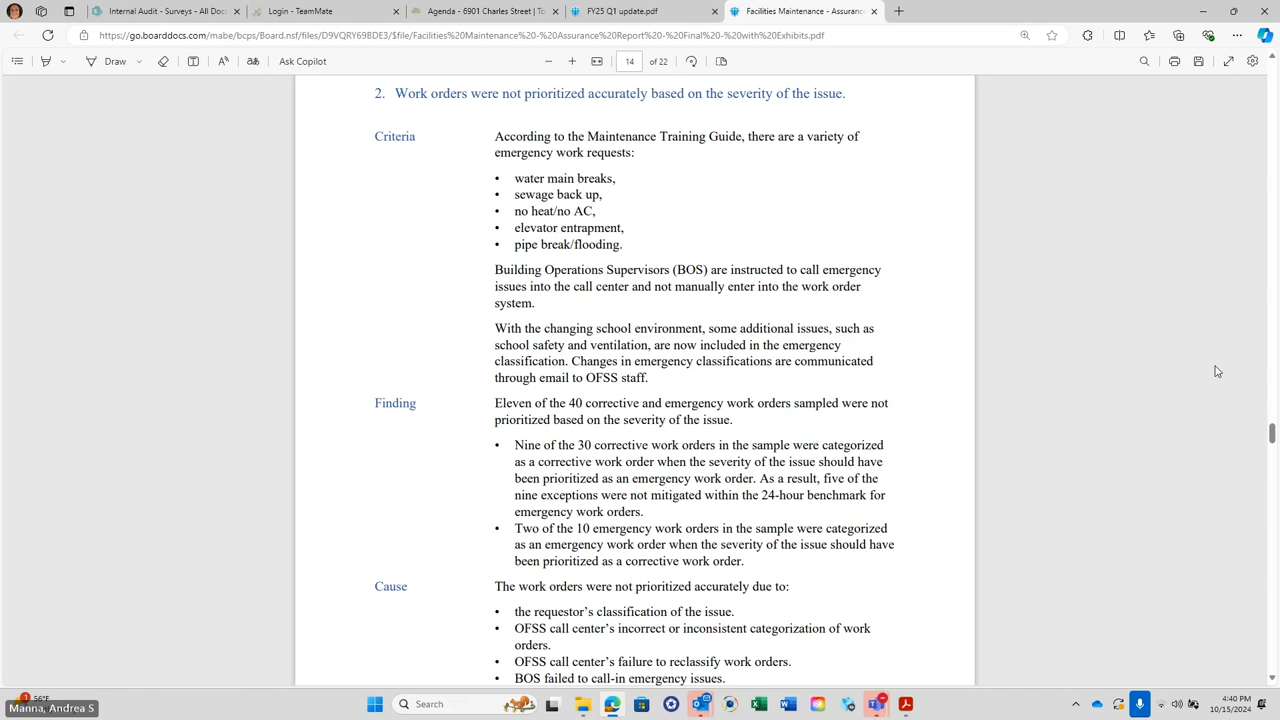 Internal Audit - Surveys - All Docu
Login - TeamMate
Agenda - 6901 Charles Street | To
FY25 Q1 update.pdf
Facilities Maintenance - Assurance
https://go.boarddocs.com/mabe/bcps/Board.nsf/files/D9VQRY69BDE3/$file/Facilities%20Maintenance%20-%20Assurance%20Report%20-%20Final%20-%20with%20Exhibits.pdf
Draw
aあ
Ask Copilot
14 of 22
2. Work orders were not prioritized accurately based on the severity of the issue.
Criteria
According to the Maintenance Training Guide, there are a variety of
emergency work requests:
• water main breaks,
• sewage back up,
• no heat/no AC,
• elevator entrapment,
• pipe break/flooding.
Building Operations Supervisors (BOS) are instructed to call emergency
issues into the call center and not manually enter into the work order
system.
With the changing school environment, some additional issues, such as
school safety and ventilation, are now included in the emergency
classification. Changes in emergency classifications are communicated
through email to OFSS staff.
Finding
Eleven of the 40 corrective and emergency work orders sampled were not
prioritized based on the severity of the issue.
• Nine of the 30 corrective work orders in the sample were categorized
as a corrective work order when the severity of the issue should have
been prioritized as an emergency work order. As a result, five of the
nine exceptions were not mitigated within the 24-hour benchmark for
emergency work orders.
• Two of the 10 emergency work orders in the sample were categorized
as an emergency work order when the severity of the issue should have
been prioritized as a corrective work order.
Cause
The work orders were not prioritized accurately due to:
• the requestor's classification of the issue.
• OFSS call center's incorrect or inconsistent categorization of work
orders.
• OFSS call center's failure to reclassify work orders.
• BOS failed to call-in emergency issues.
1
56°F
Manna, Andrea S
Search
4:40 PM
10/15/2024